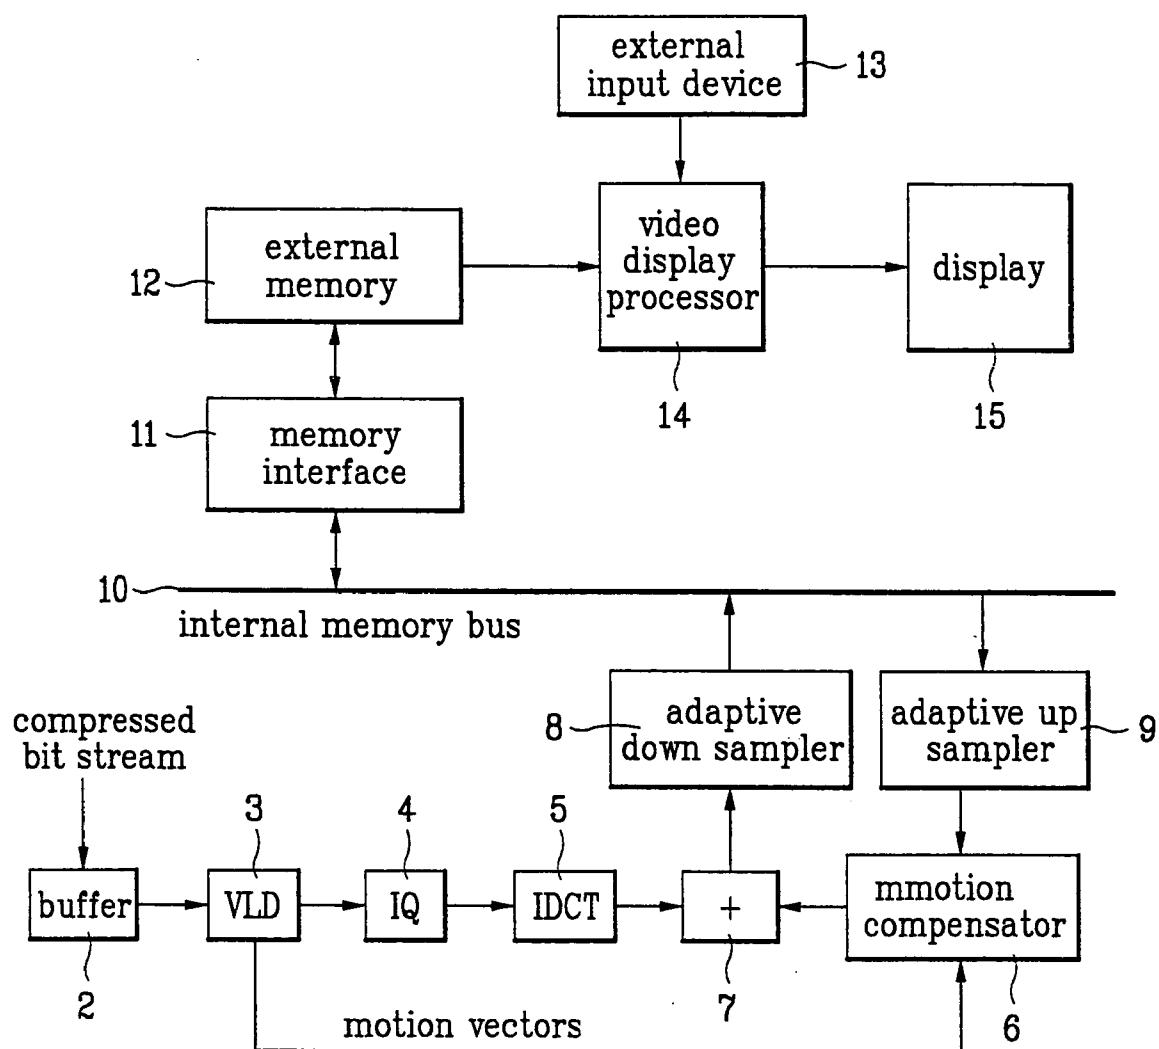 external
input device
13
external
memory
12
video
display
processor
14
display
15
memory
interface
11
10
internal memory bus
adaptive
down sampler
8
adaptive up
sampler
9
compressed
bit stream
buffer
2
VLD
3
IQ
4
IDCT
5
+
7
mmotion
compensator
6
motion vectors